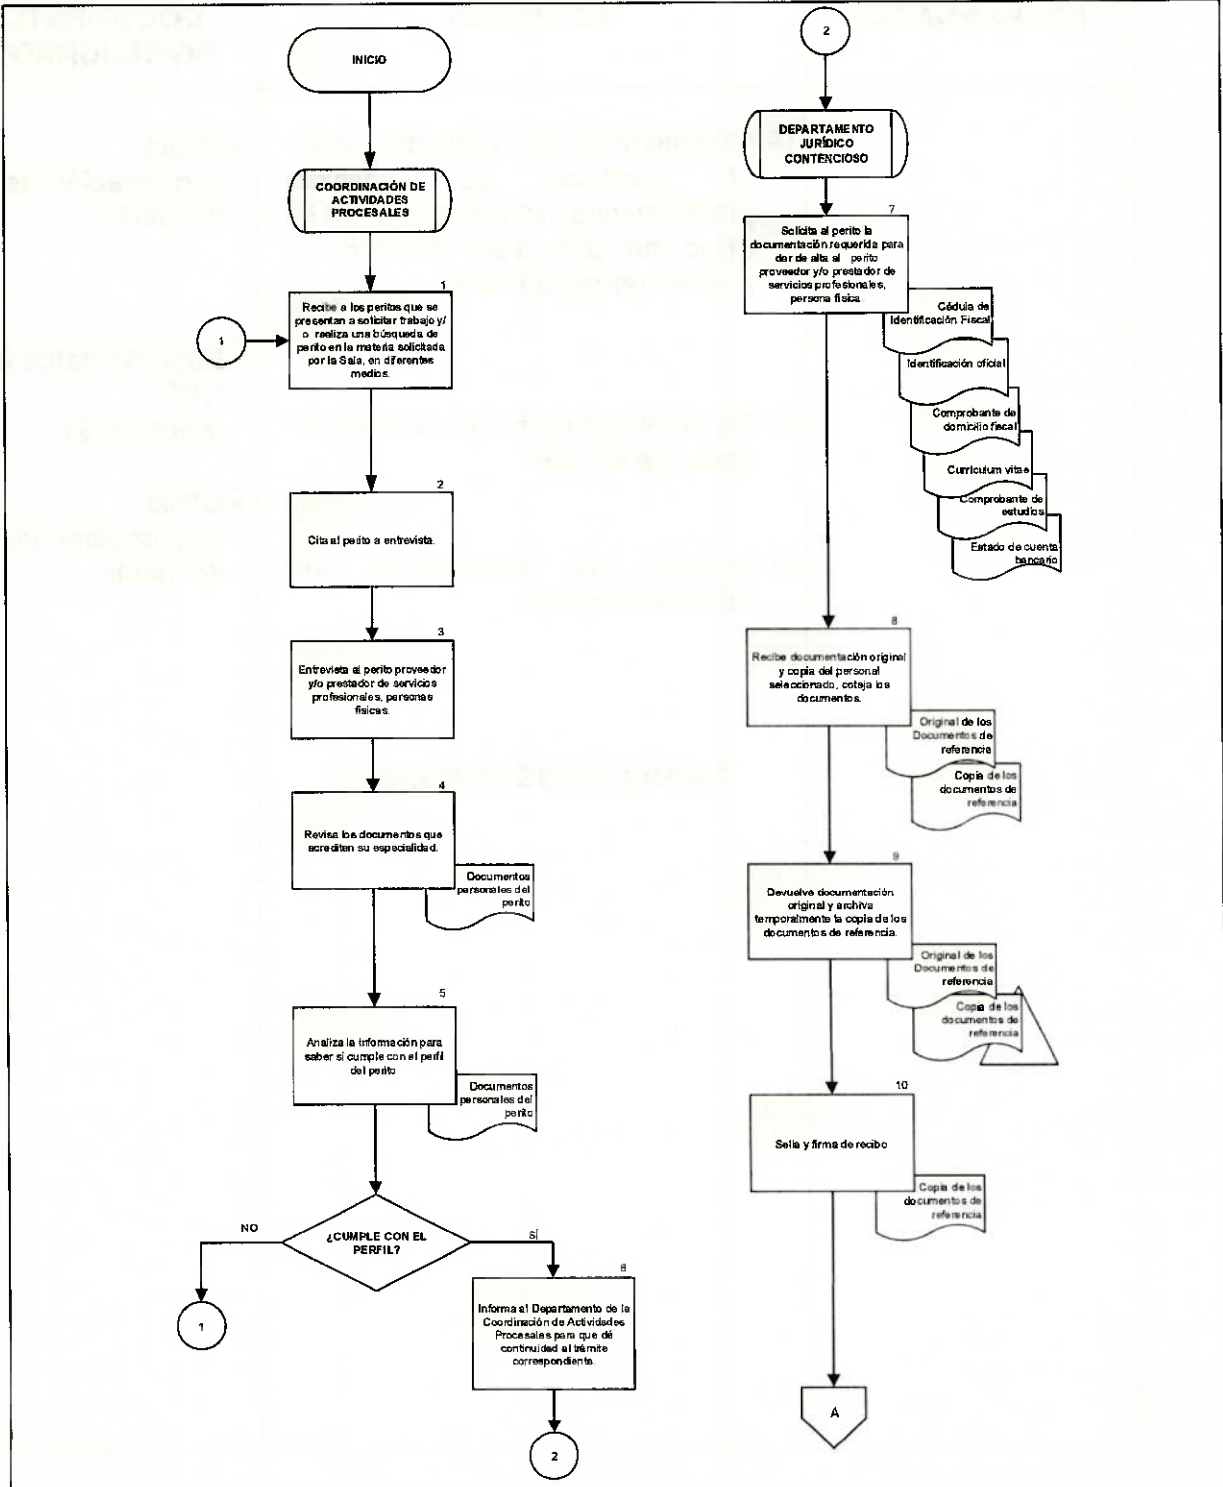 INICIO
COORDINACIÓN DE
ACTIVIDADES
PROCESALES
1
Recibe a los peritos que se
presentan a solicitar trabajo y/
o realiza una búsqueda de
perito en la materia solicitada
por la Sala, en diferentes
medios.
1
2
Cita al perito a entrevista.
3
Entrevista al perito proveedor
y/o prestador de servicios
profesionales, personas
físicas.
4
Revisa los documentos que
acrediten su especialidad.
Documentos
personales del
perito
5
Analiza la información para
saber si cumple con el perfil
del perito
Documentos
personales del
perito
¿CUMPLE CON EL
PERFIL?
NO
SÍ
1
6
Informa al Departamento de la
Coordinación de Actividades
Procesales para que dé
continuidad al trámite
correspondiente.
2
2
DEPARTAMENTO
JURÍDICO
CONTENCIOSO
7
Solicita al perito la
documentación requerida para
dar de alta al perito
proveedor y/o prestador de
servicios profesionales,
persona física.
Cédula de
Identificación Fiscal
Identificación oficial
Comprobante de
domicilio fiscal
Curriculum vitae
Comprobante de
estudios
Estado de cuenta
bancario
8
Recibe documentación original
y copia del personal
seleccionado, coteja los
documentos.
Original de los
Documentos de
referencia
Copia de los
documentos de
referencia
9
Devuelve documentación
original y archiva
temporalmente la copia de los
documentos de referencia.
Original de los
Documentos de
referencia
Copia de los
documentos de
referencia
10
Sella y firma de recibo
Copia de los
documentos de
referencia
A